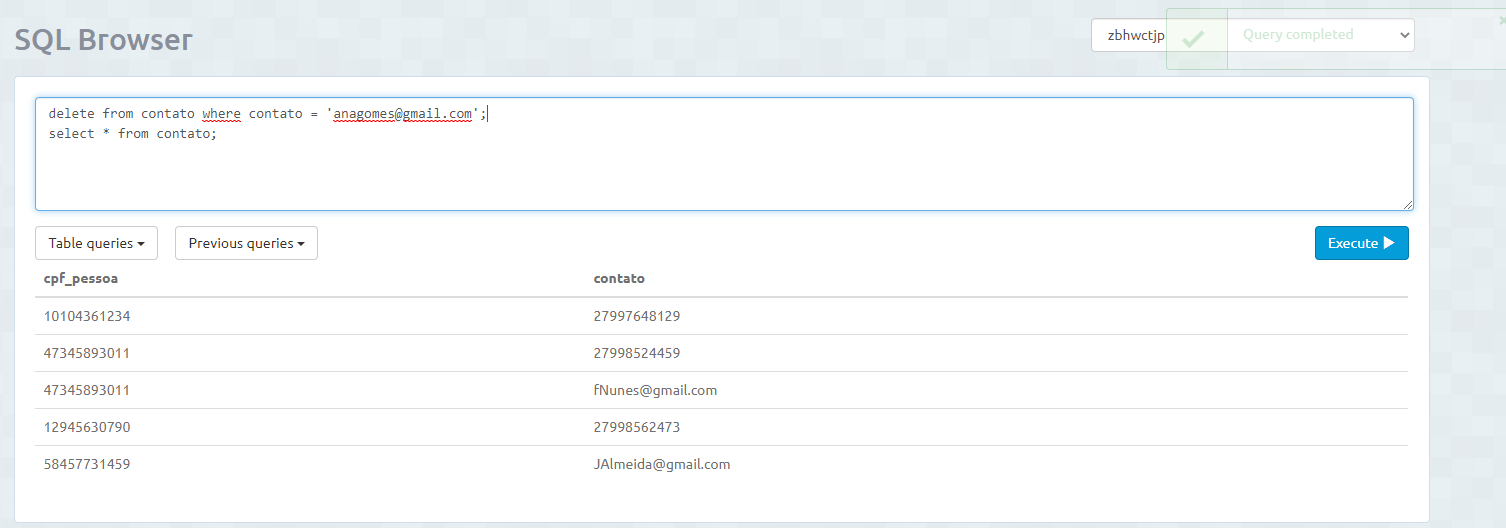 SQL Browser
zbhwctjp
Query completed
delete from contato where contato = 'anagomes@gmail.com';
select * from contato;
Table queries
Previous queries
Execute
cpf_pessoa contato
10104361234 27997648129
47345893011 27998524459
47345893011 fNunes@gmail.com
12945630790 27998562473
58457731459 JAlmeida@gmail.com